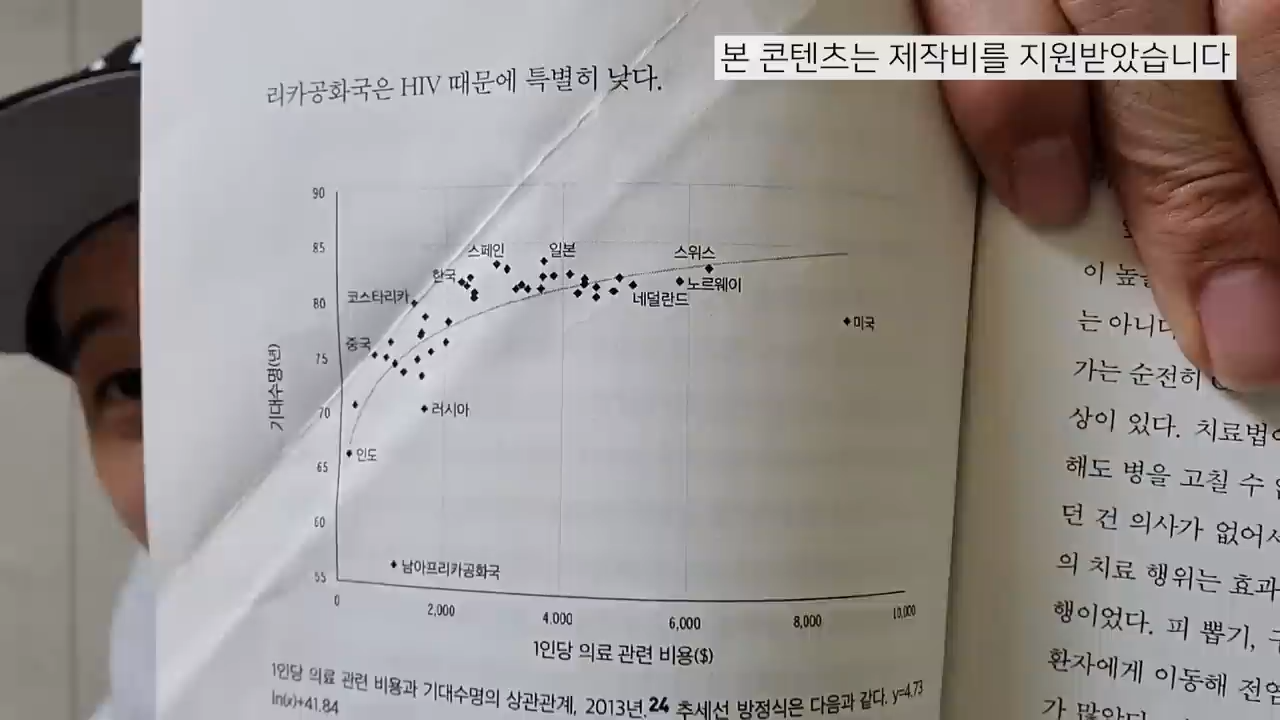 본 콘텐츠는 제작비를 지원받았습니다
리카공화국은 HIV 때문에 특별히 낮다.
90
85
80
75
70
65
60
55
기대수명(년)
스페인
일본
스위스
한국
노르웨이
코스타리카
네덜란드
미국
중국
러시아
인도
남아프리카공화국
0
2,000
4,000
6,000
8,000
10,000
1인당 의료 관련 비용($)
1인당 의료 관련 비용과 기대수명의 상관관계, 2013년.24 추세선 방정식은 다음과 같다. y=4.73
ln(x)+41.84
이 높
는 아니
가는 순전히
상이 있다. 치료법
해도 병을 고칠 수
던 건 의사가 없어서
의 치료 행위는 효과
행이었다. 피 뽑기,
환자에게 이동해 전
가 많았다